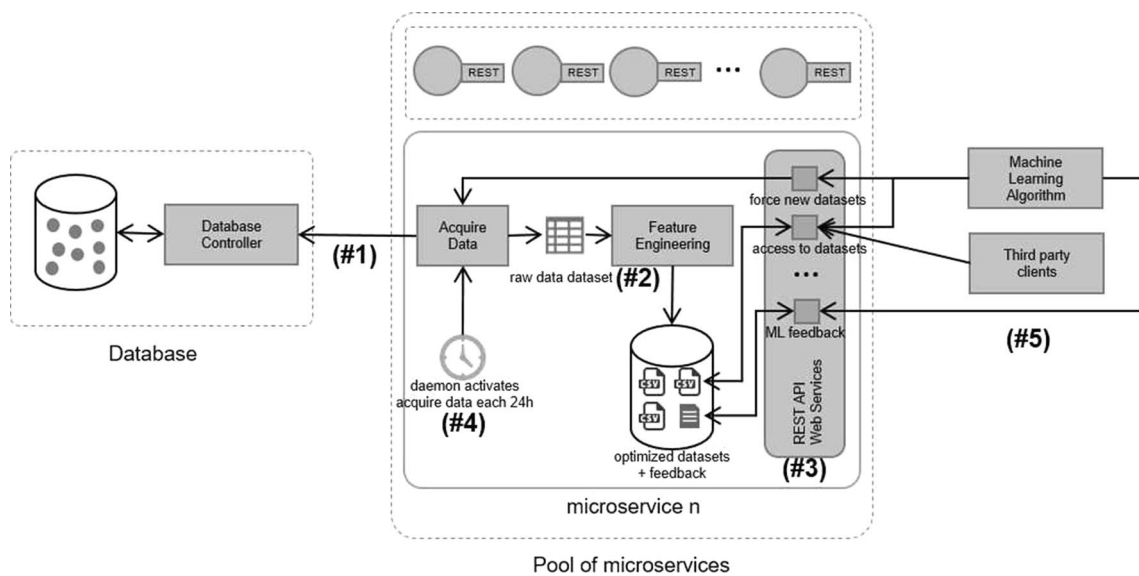 REST
REST
REST
...
REST
Database
Controller
Database
(#1)
Acquire
Data
raw data dataset
Feature
Engineering
(#2)
daemon activates
acquire data each 24h
(#4)
CSV
CSV
CSV
optimized datasets
+ feedback
force new datasets
access to datasets
...
ML feedback
REST API
Web Services
(#3)
microservice n
Pool of microservices
Machine
Learning
Algorithm
Third party
clients
(#5)